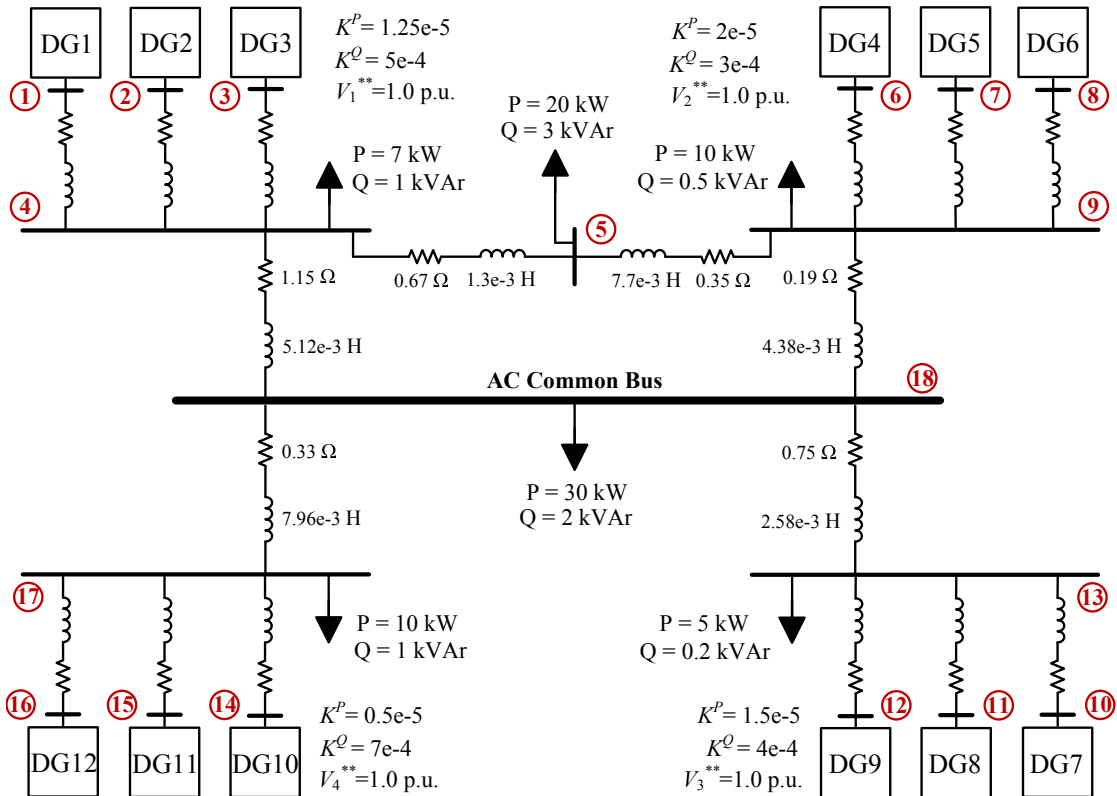 DG1
DG2
DG3
K^P = 1.25e-5
K^Q = 5e-4
V₁^** =1.0 p.u.
K^P = 2e-5
K^Q = 3e-4
V₂^** =1.0 p.u.
DG4
DG5
DG6
1
2
3
6
7
8
P = 20 kW
Q = 3 kVAr
P = 7 kW
Q = 1 kVAr
P = 10 kW
Q = 0.5 kVAr
4
5
9
0.67 Ω
1.3e-3 H
7.7e-3 H
0.35 Ω
1.15 Ω
0.19 Ω
5.12e-3 H
4.38e-3 H
AC Common Bus
18
0.33 Ω
0.75 Ω
P = 30 kW
Q = 2 kVAr
7.96e-3 H
2.58e-3 H
17
13
P = 10 kW
Q = 1 kVAr
P = 5 kW
Q = 0.2 kVAr
16
15
14
12
11
10
DG12
DG11
DG10
K^P = 0.5e-5
K^Q = 7e-4
V₄^** =1.0 p.u.
K^P = 1.5e-5
K^Q = 4e-4
V₃^** =1.0 p.u.
DG9
DG8
DG7